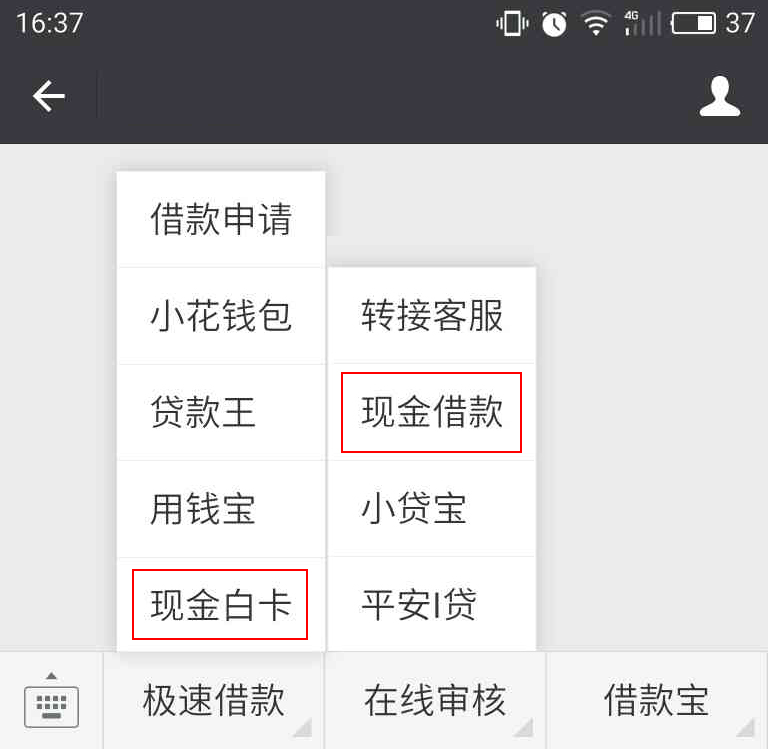 16:37
4G
37
借款申请
小花钱包
贷款王
用钱宝
现金白卡
转接客服
现金借款
小贷宝
平安I贷
极速借款
在线审核
借款宝